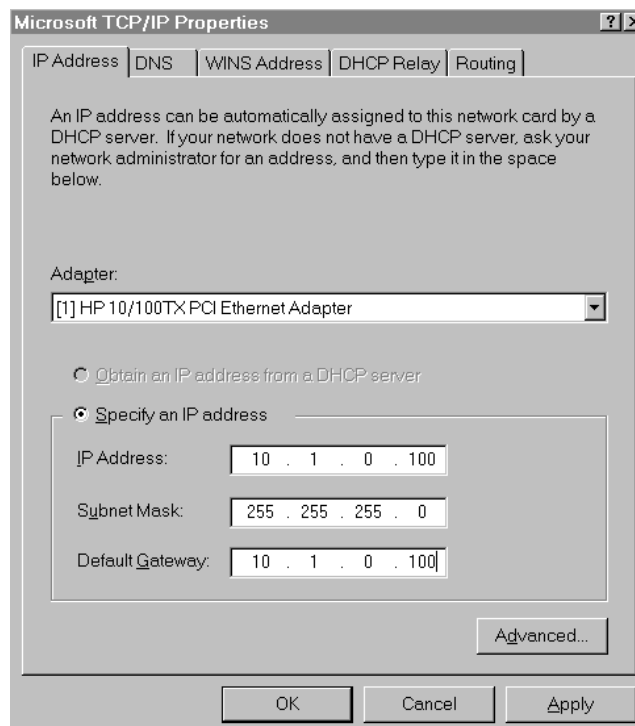 Microsoft TCP/IP Properties
IP Address DNS WINS Address DHCP Relay Routing
An IP address can be automatically assigned to this network card by a
DHCP server. If your network does not have a DHCP server, ask your
network administrator for an address, and then type it in the space
below.
Adapter:
[1] HP 10/100TX PCI Ethernet Adapter
Obtain an IP address from a DHCP server
Specify an IP address
IP Address: 10 . 1 . 0 . 100
Subnet Mask: 255 . 255 . 255 . 0
Default Gateway: 10 . 1 . 0 . 100
Advanced...
OK Cancel Apply